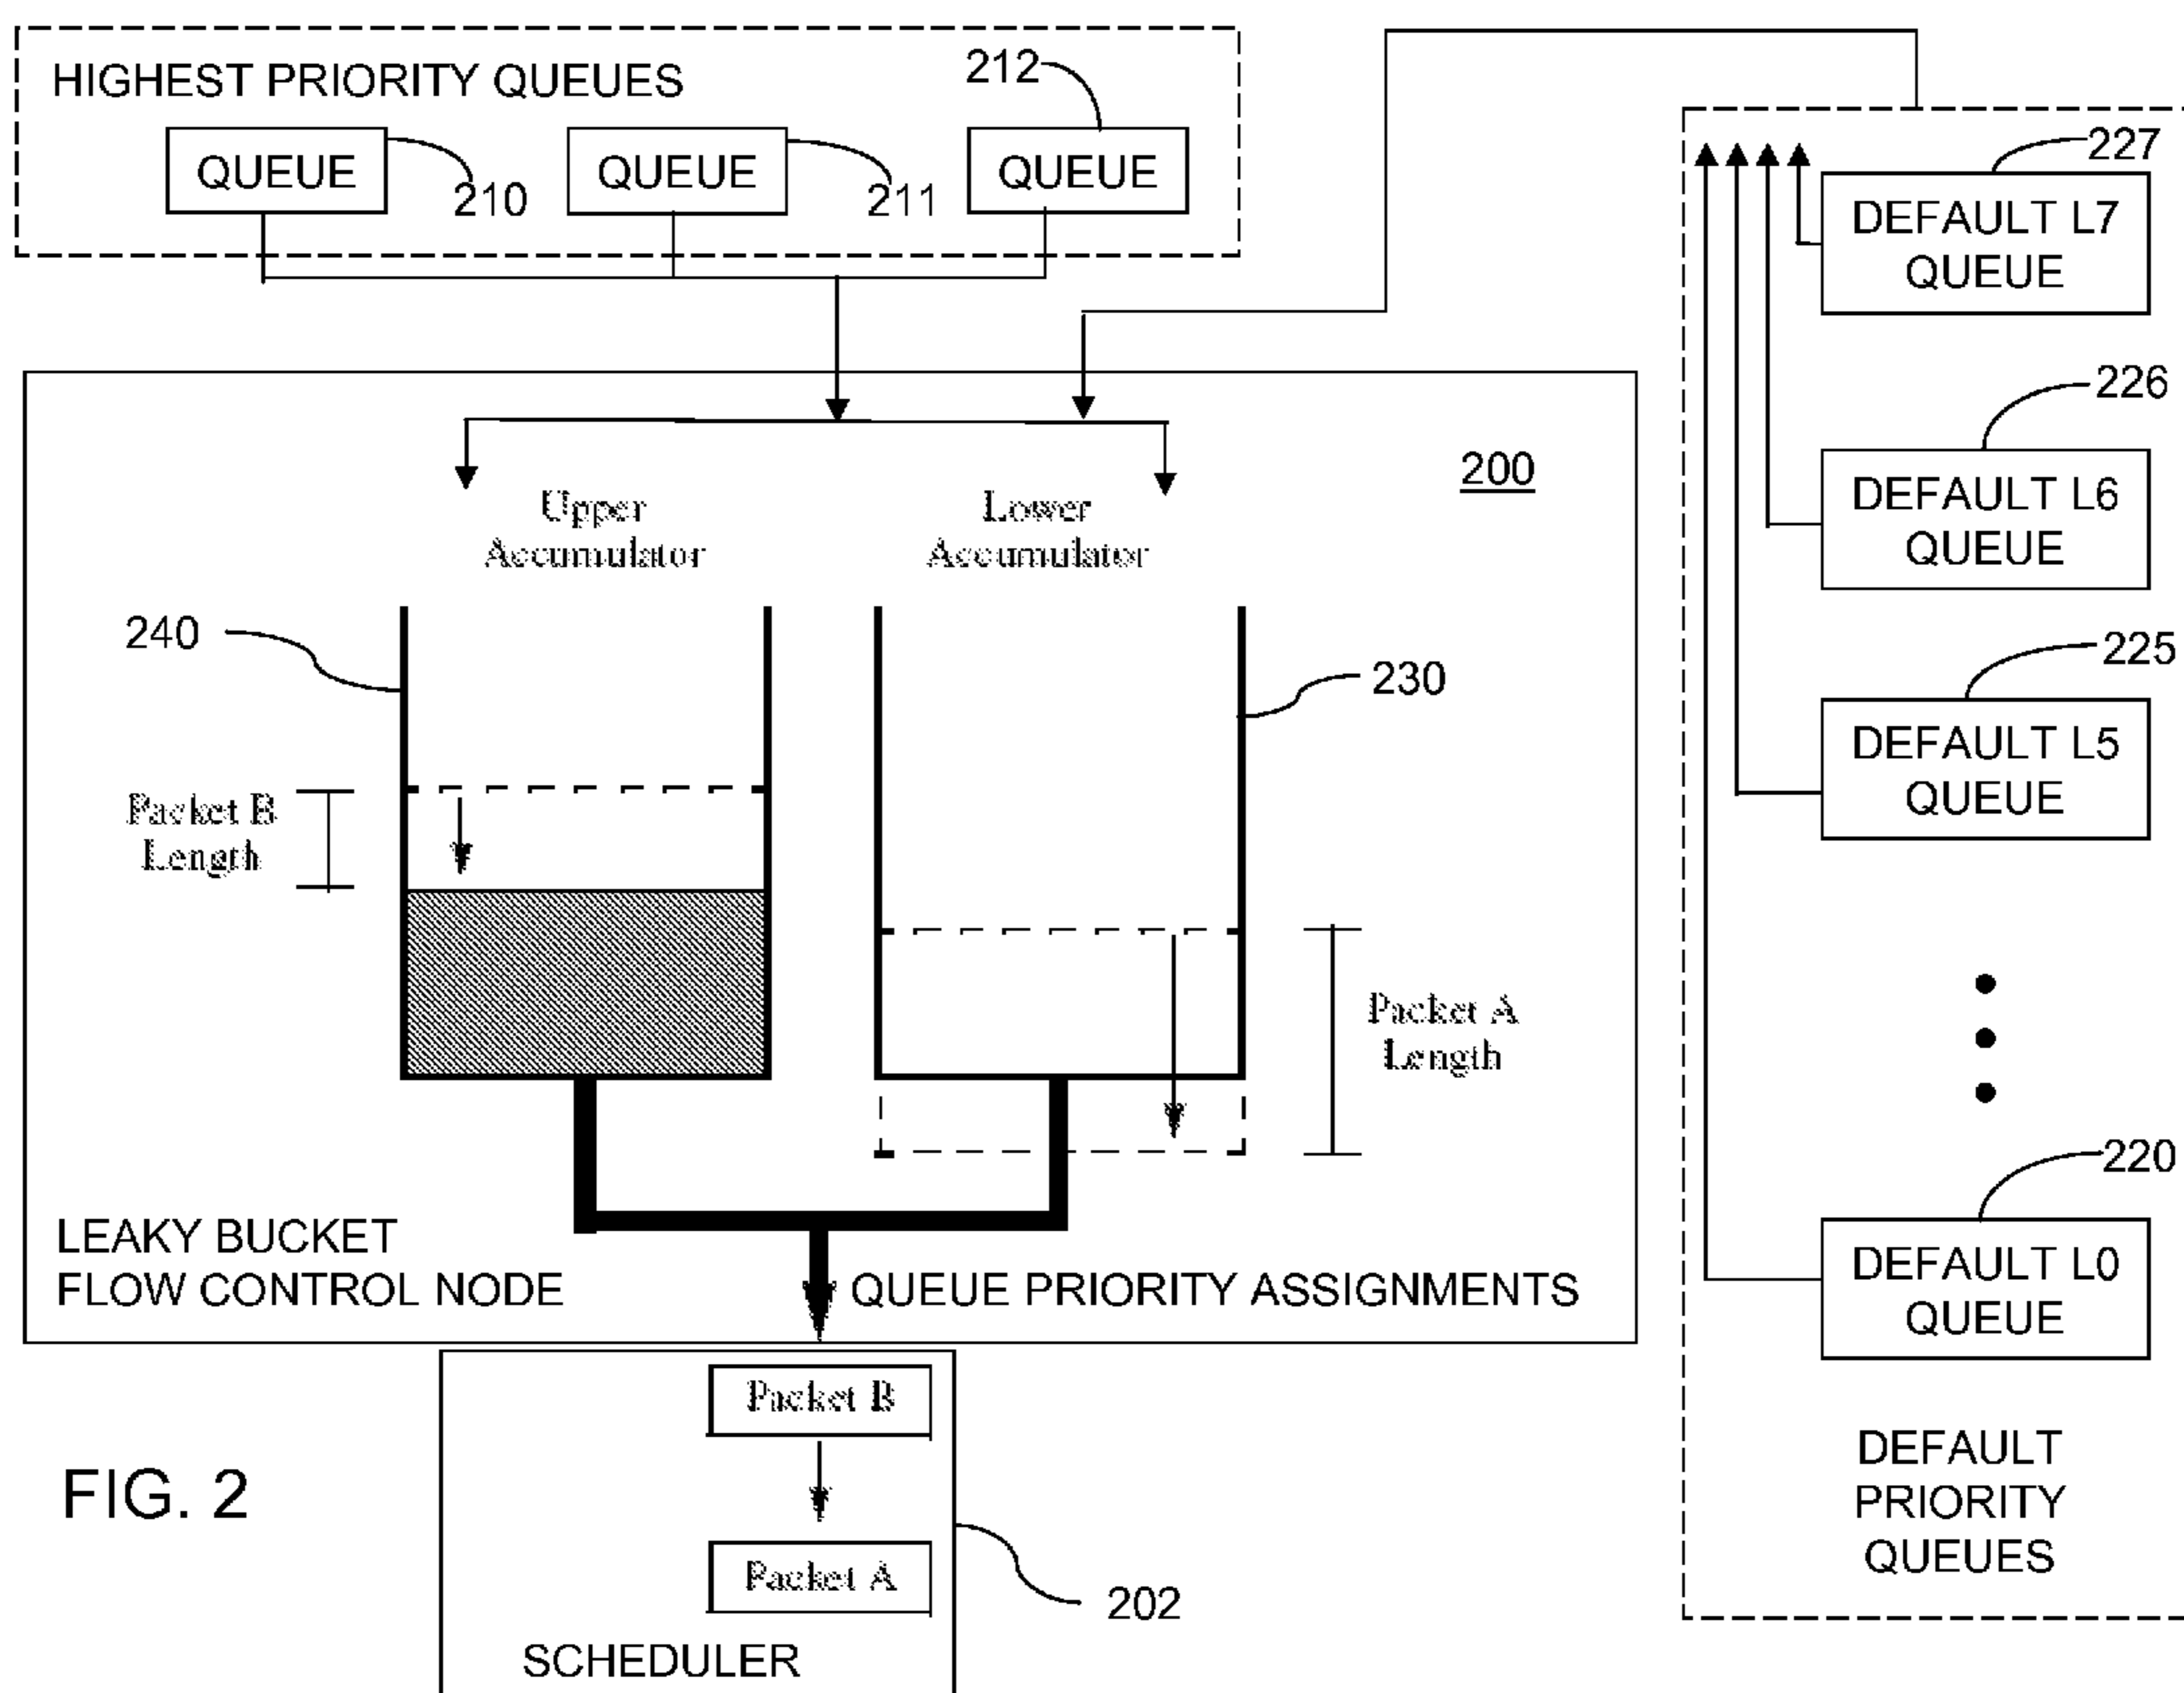 HIGHEST PRIORITY QUEUES
212
QUEUE
210
QUEUE
211
QUEUE
227
DEFAULT L7
QUEUE
226
DEFAULT L6
QUEUE
225
DEFAULT L5
QUEUE
220
DEFAULT L0
QUEUE
DEFAULT
PRIORITY
QUEUES
200
Upper
Accumulator
Lower
Accumulator
240
230
Packet B
Length
Packet A
Length
LEAKY BUCKET
FLOW CONTROL NODE
QUEUE PRIORITY ASSIGNMENTS
Packet B
Packet A
202
SCHEDULER
FIG. 2